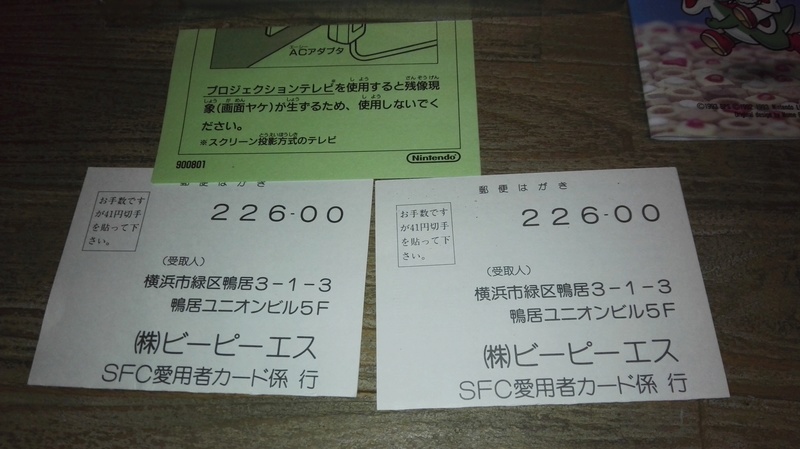 ACアダプタ
プロジェクションテレビを使用すると残像現
象(画面ヤケ)が生するため、使用しないでく
ださい。
※スクリーン投影方式のテレビ
900801
Nintendo
郵便はがき
お手数です
が41円切手
を貼って下
さい。
226-00
(受取人)
横浜市緑区鴨居3-1-3
鴨居ユニオンビル5F
㈱ビーピーエス
SFC愛用者カード係 行
郵便はがき
お手数です
が41円切手
を貼って下
さい。
226-00
(受取人)
横浜市緑区鴨居3-1-3
鴨居ユニオンビル5F
㈱ビーピーエス
SFC愛用者カード係 行